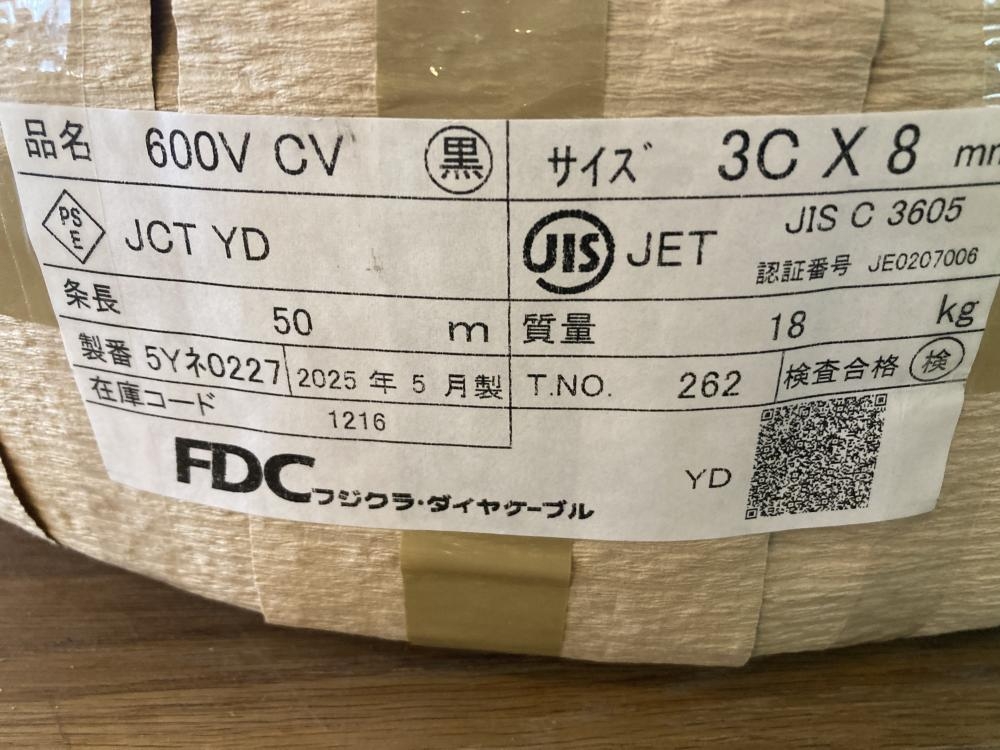 品名 600V CV 黒 サイズ 3C X 8 mm
PSE JCT YD JIS JET JIS C 3605
認証番号 JE0207006
条長 50 m 質量 18 kg
製番 5Yネ0227 2025 年 5 月製 T.NO. 262 検査合格 検
在庫コード 1216
FDC フジクラ・ダイヤケーブル YD